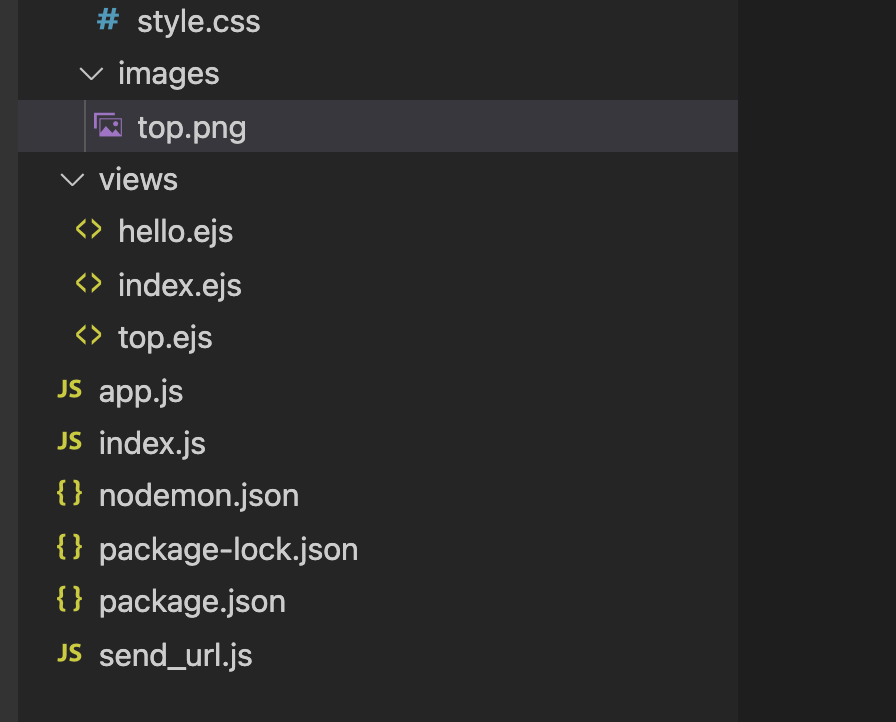 # style.css
images
top.png
views
<> hello.ejs
<> index.ejs
<> top.ejs
JS app.js
JS index.js
{} nodemon.json
{} package-lock.json
{} package.json
JS send_url.js